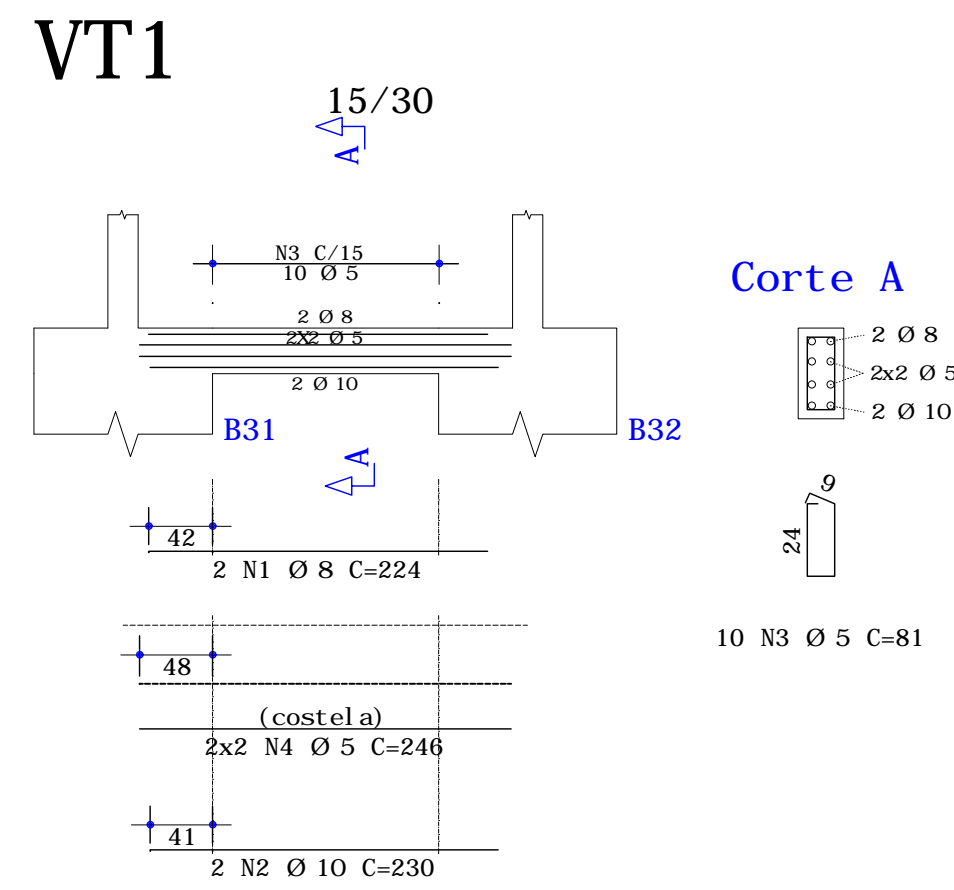 VT1
15/30
A
N3 C/15
10 Ø 5
2 Ø 8
2X2 Ø 5
2 Ø 10
B31
B32
A
Corte A
2 Ø 8
2x2 Ø 5
2 Ø 10
42
2 N1 Ø 8 C=224
9
24
10 N3 Ø 5 C=81
48
(costela)
2x2 N4 Ø 5 C=246
41
2 N2 Ø 10 C=230